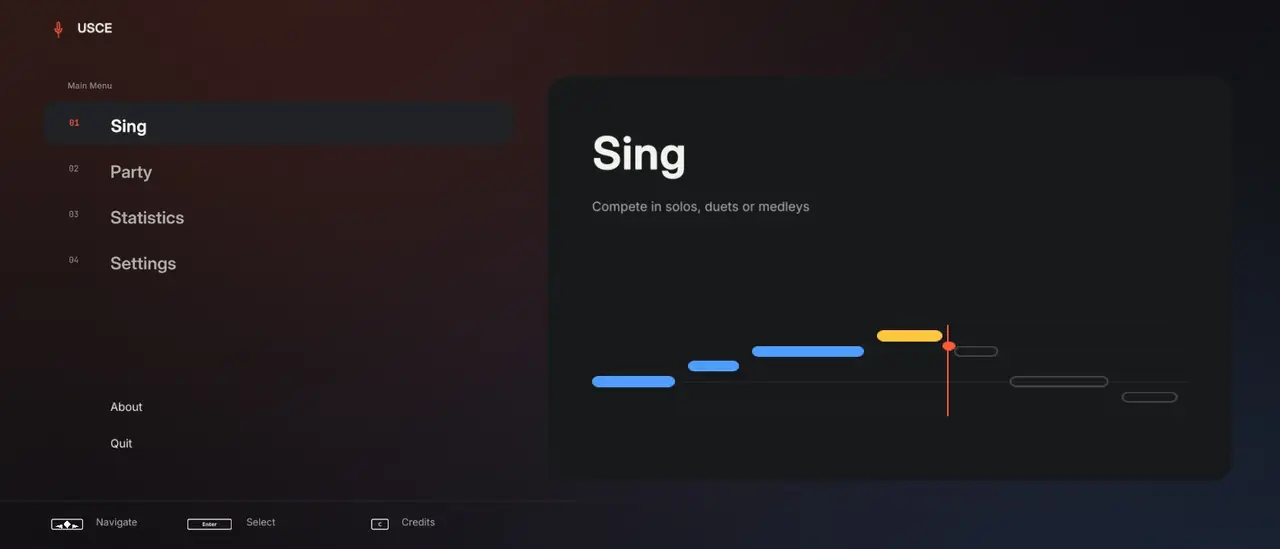 USCE
Main Menu
01 Sing
02 Party
03 Statistics
04 Settings
About
Quit
Sing
Compete in solos, duets or medleys
Navigate Enter Select C Credits